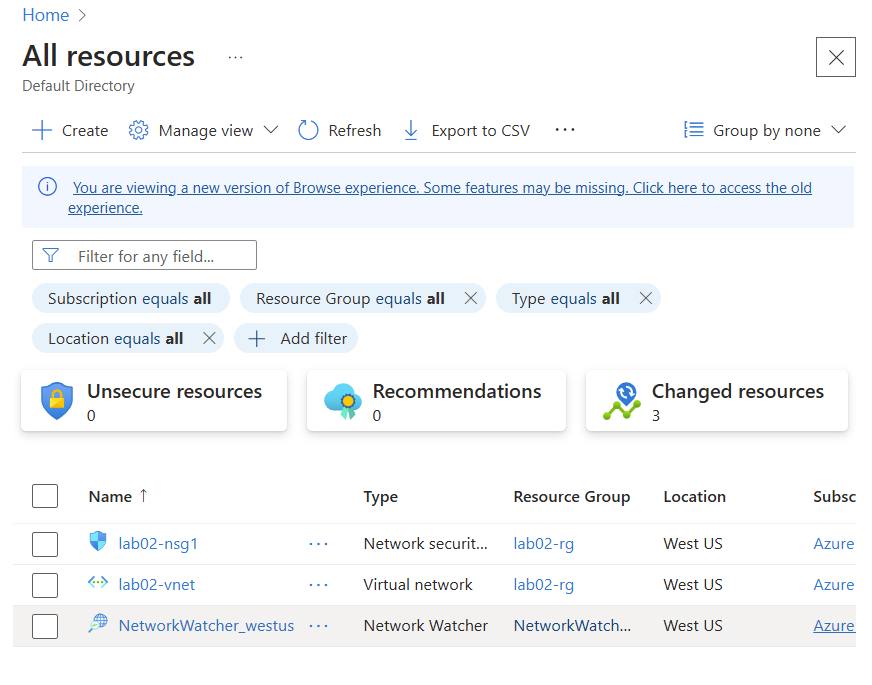 Home
All resources ...
Default Directory
Create Manage view Refresh Export to CSV ... Group by none
You are viewing a new version of Browse experience. Some features may be missing. Click here to access the old
experience.
Filter for any field...
Subscription equals all Resource Group equals all Type equals all
Location equals all Add filter
Unsecure resources Recommendations Changed resources
0 0 3
Name ↑ Type Resource Group Location Subsc
lab02-nsg1 ... Network securit... lab02-rg West US Azure
lab02-vnet ... Virtual network lab02-rg West US Azure
NetworkWatcher_westus ... Network Watcher NetworkWatch... West US Azure